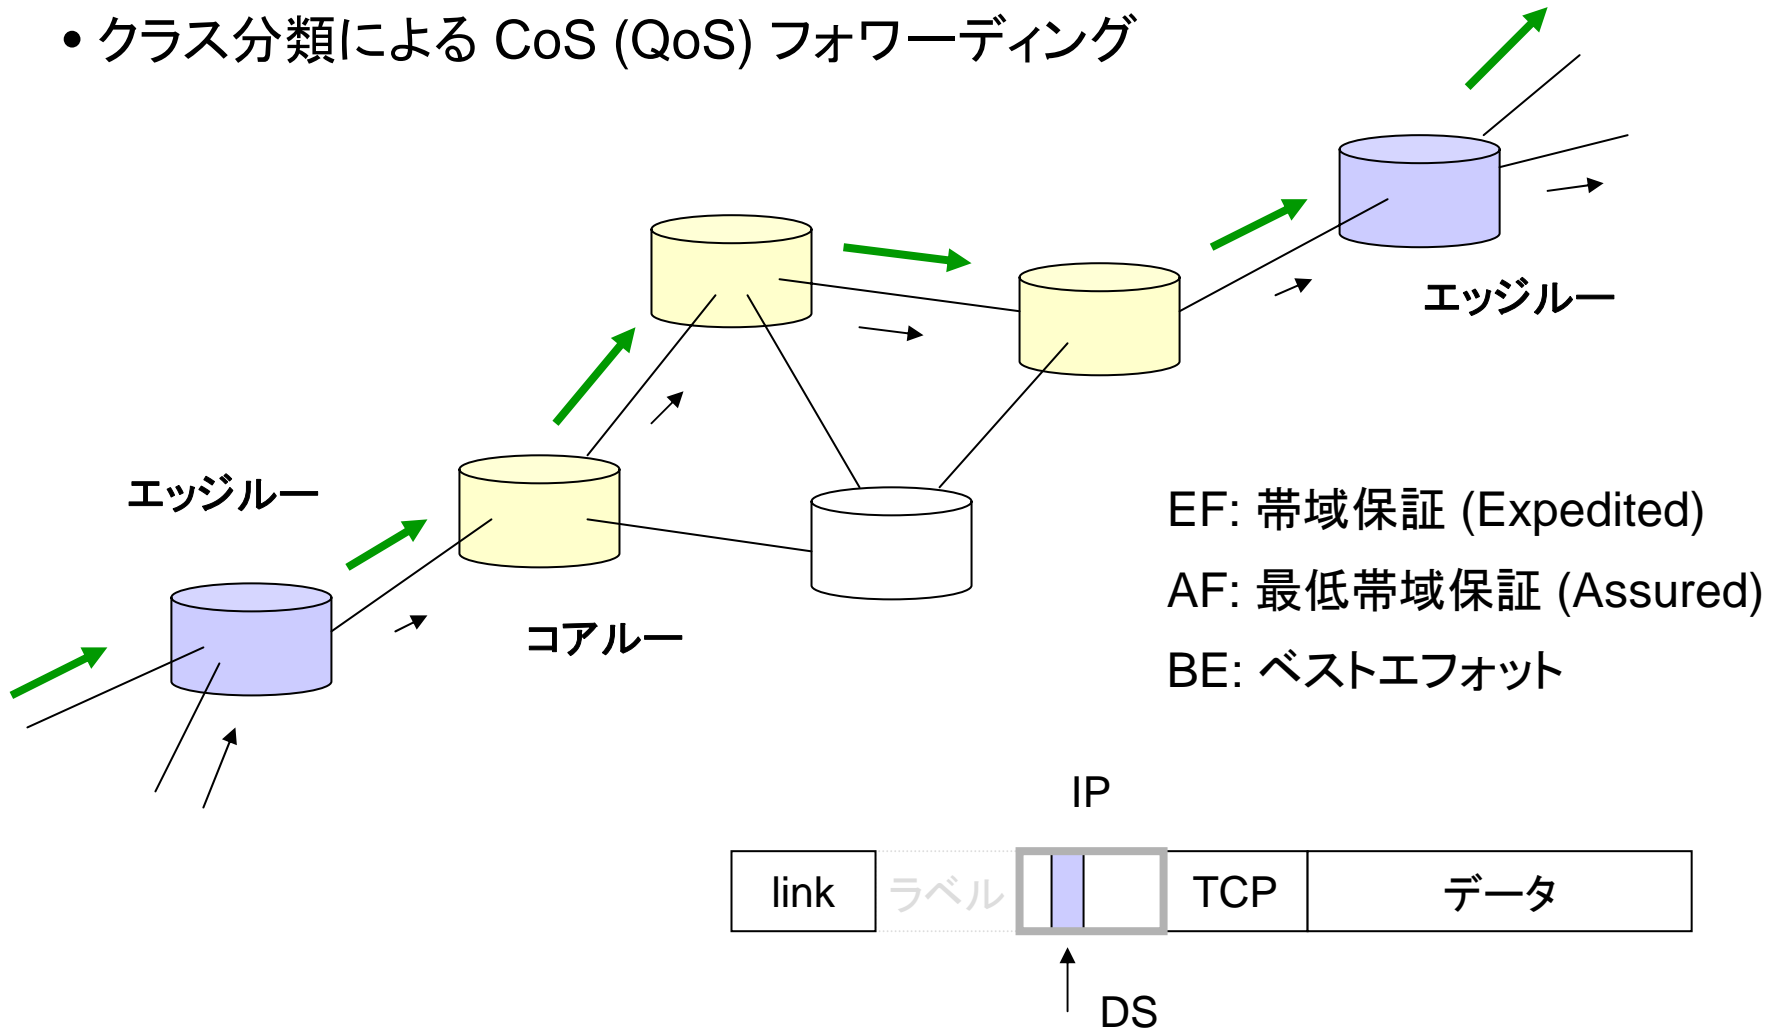 • クラス分類による CoS (QoS) フォワーディング
エッジルー
エッジルー
コアルー
EF: 帯域保証 (Expedited)
AF: 最低帯域保証 (Assured)
BE: ベストエフォット
IP
link ラベル TCP データ
DS